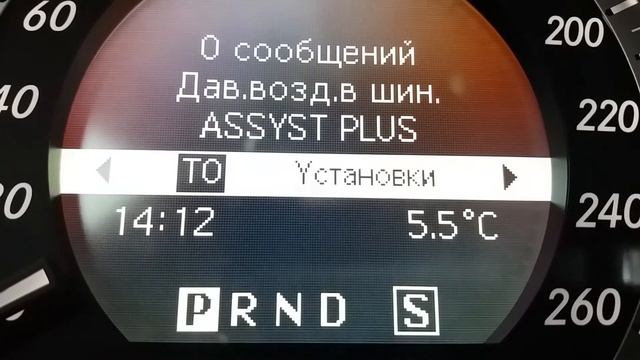 60 200
0 сообщений
Дав.возд.в шин.
ASSYST PLUS
40 220
ТО Установки
80 240
14:12 5.5°C
P R N D S
260